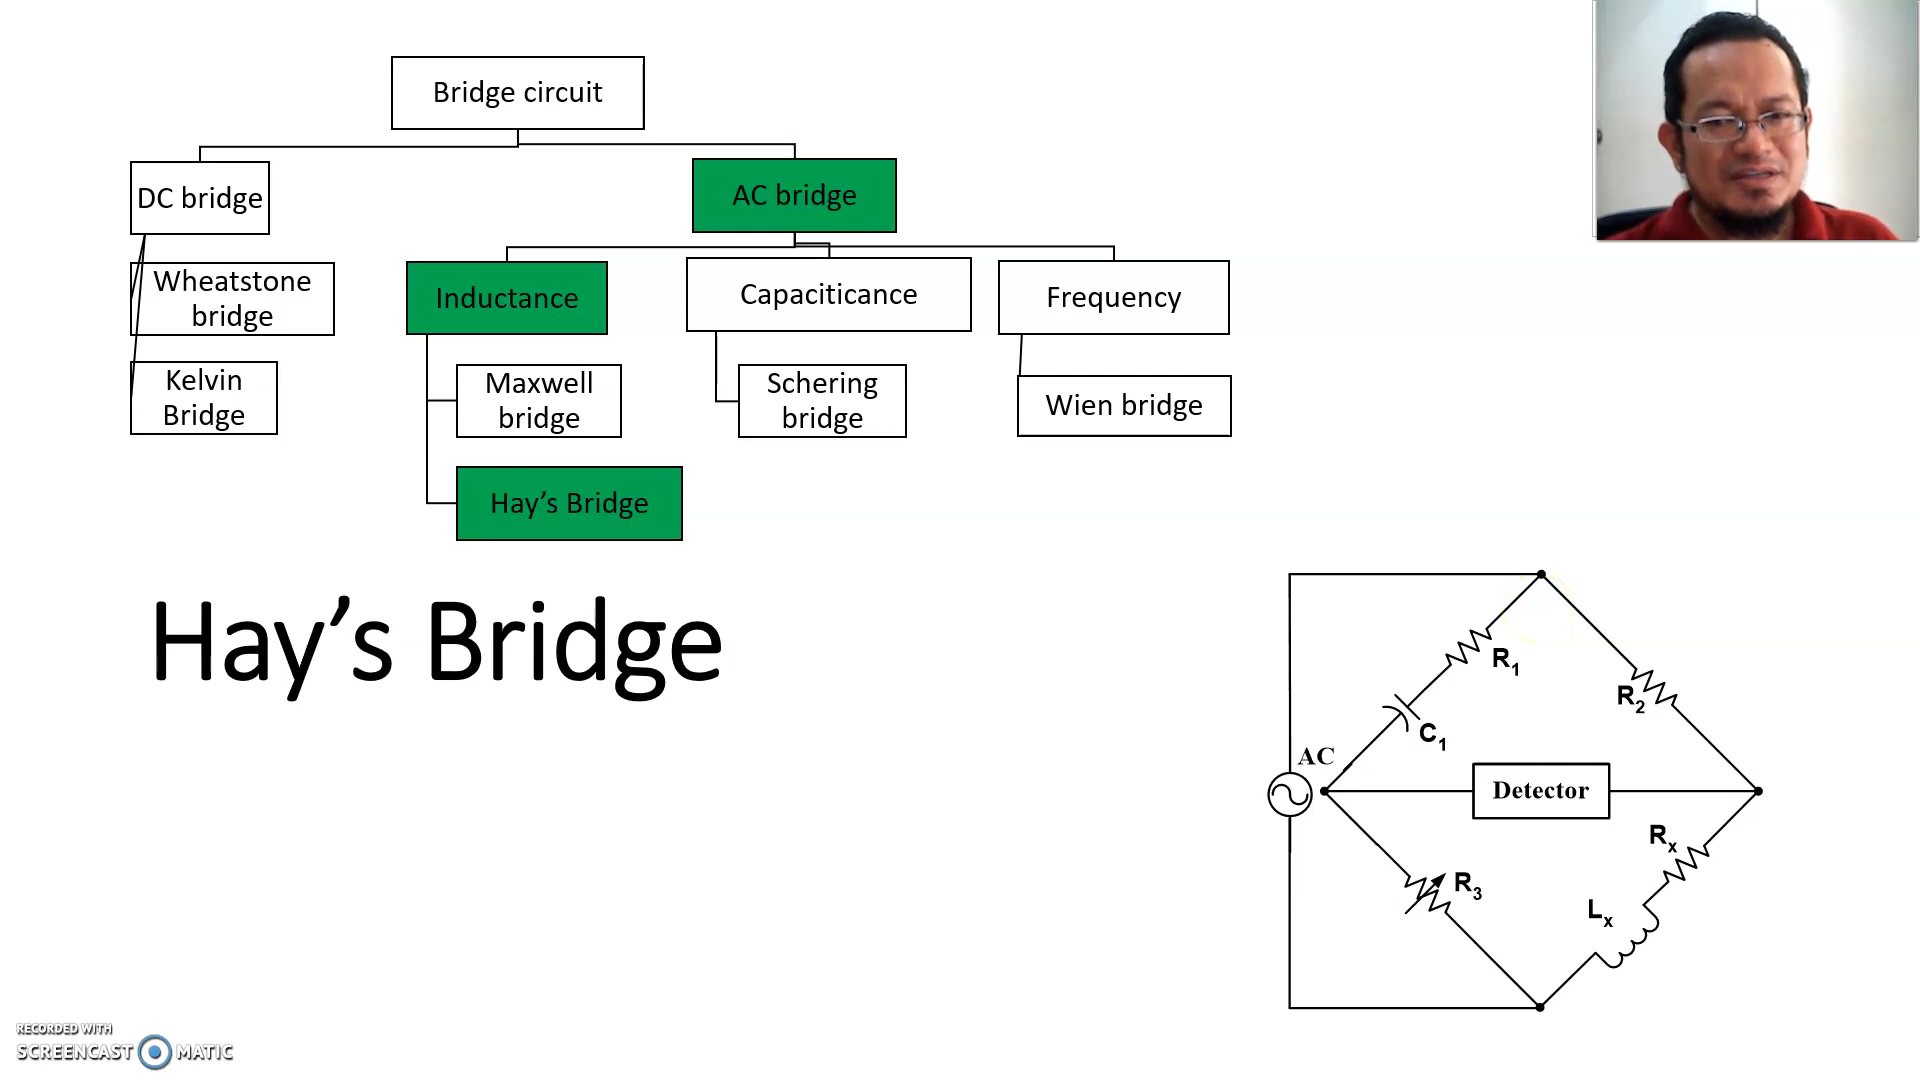 Bridge circuit
DC bridge
AC bridge
Wheatstone
bridge
Inductance
Capaciticance
Frequency
Kelvin
Bridge
Maxwell
bridge
Schering
bridge
Wien bridge
Hay’s Bridge
Hay’s Bridge
R1
R2
C1
AC
Detector
Rx
R3
Lx
RECORDED WITH
SCREENCAST MATIC